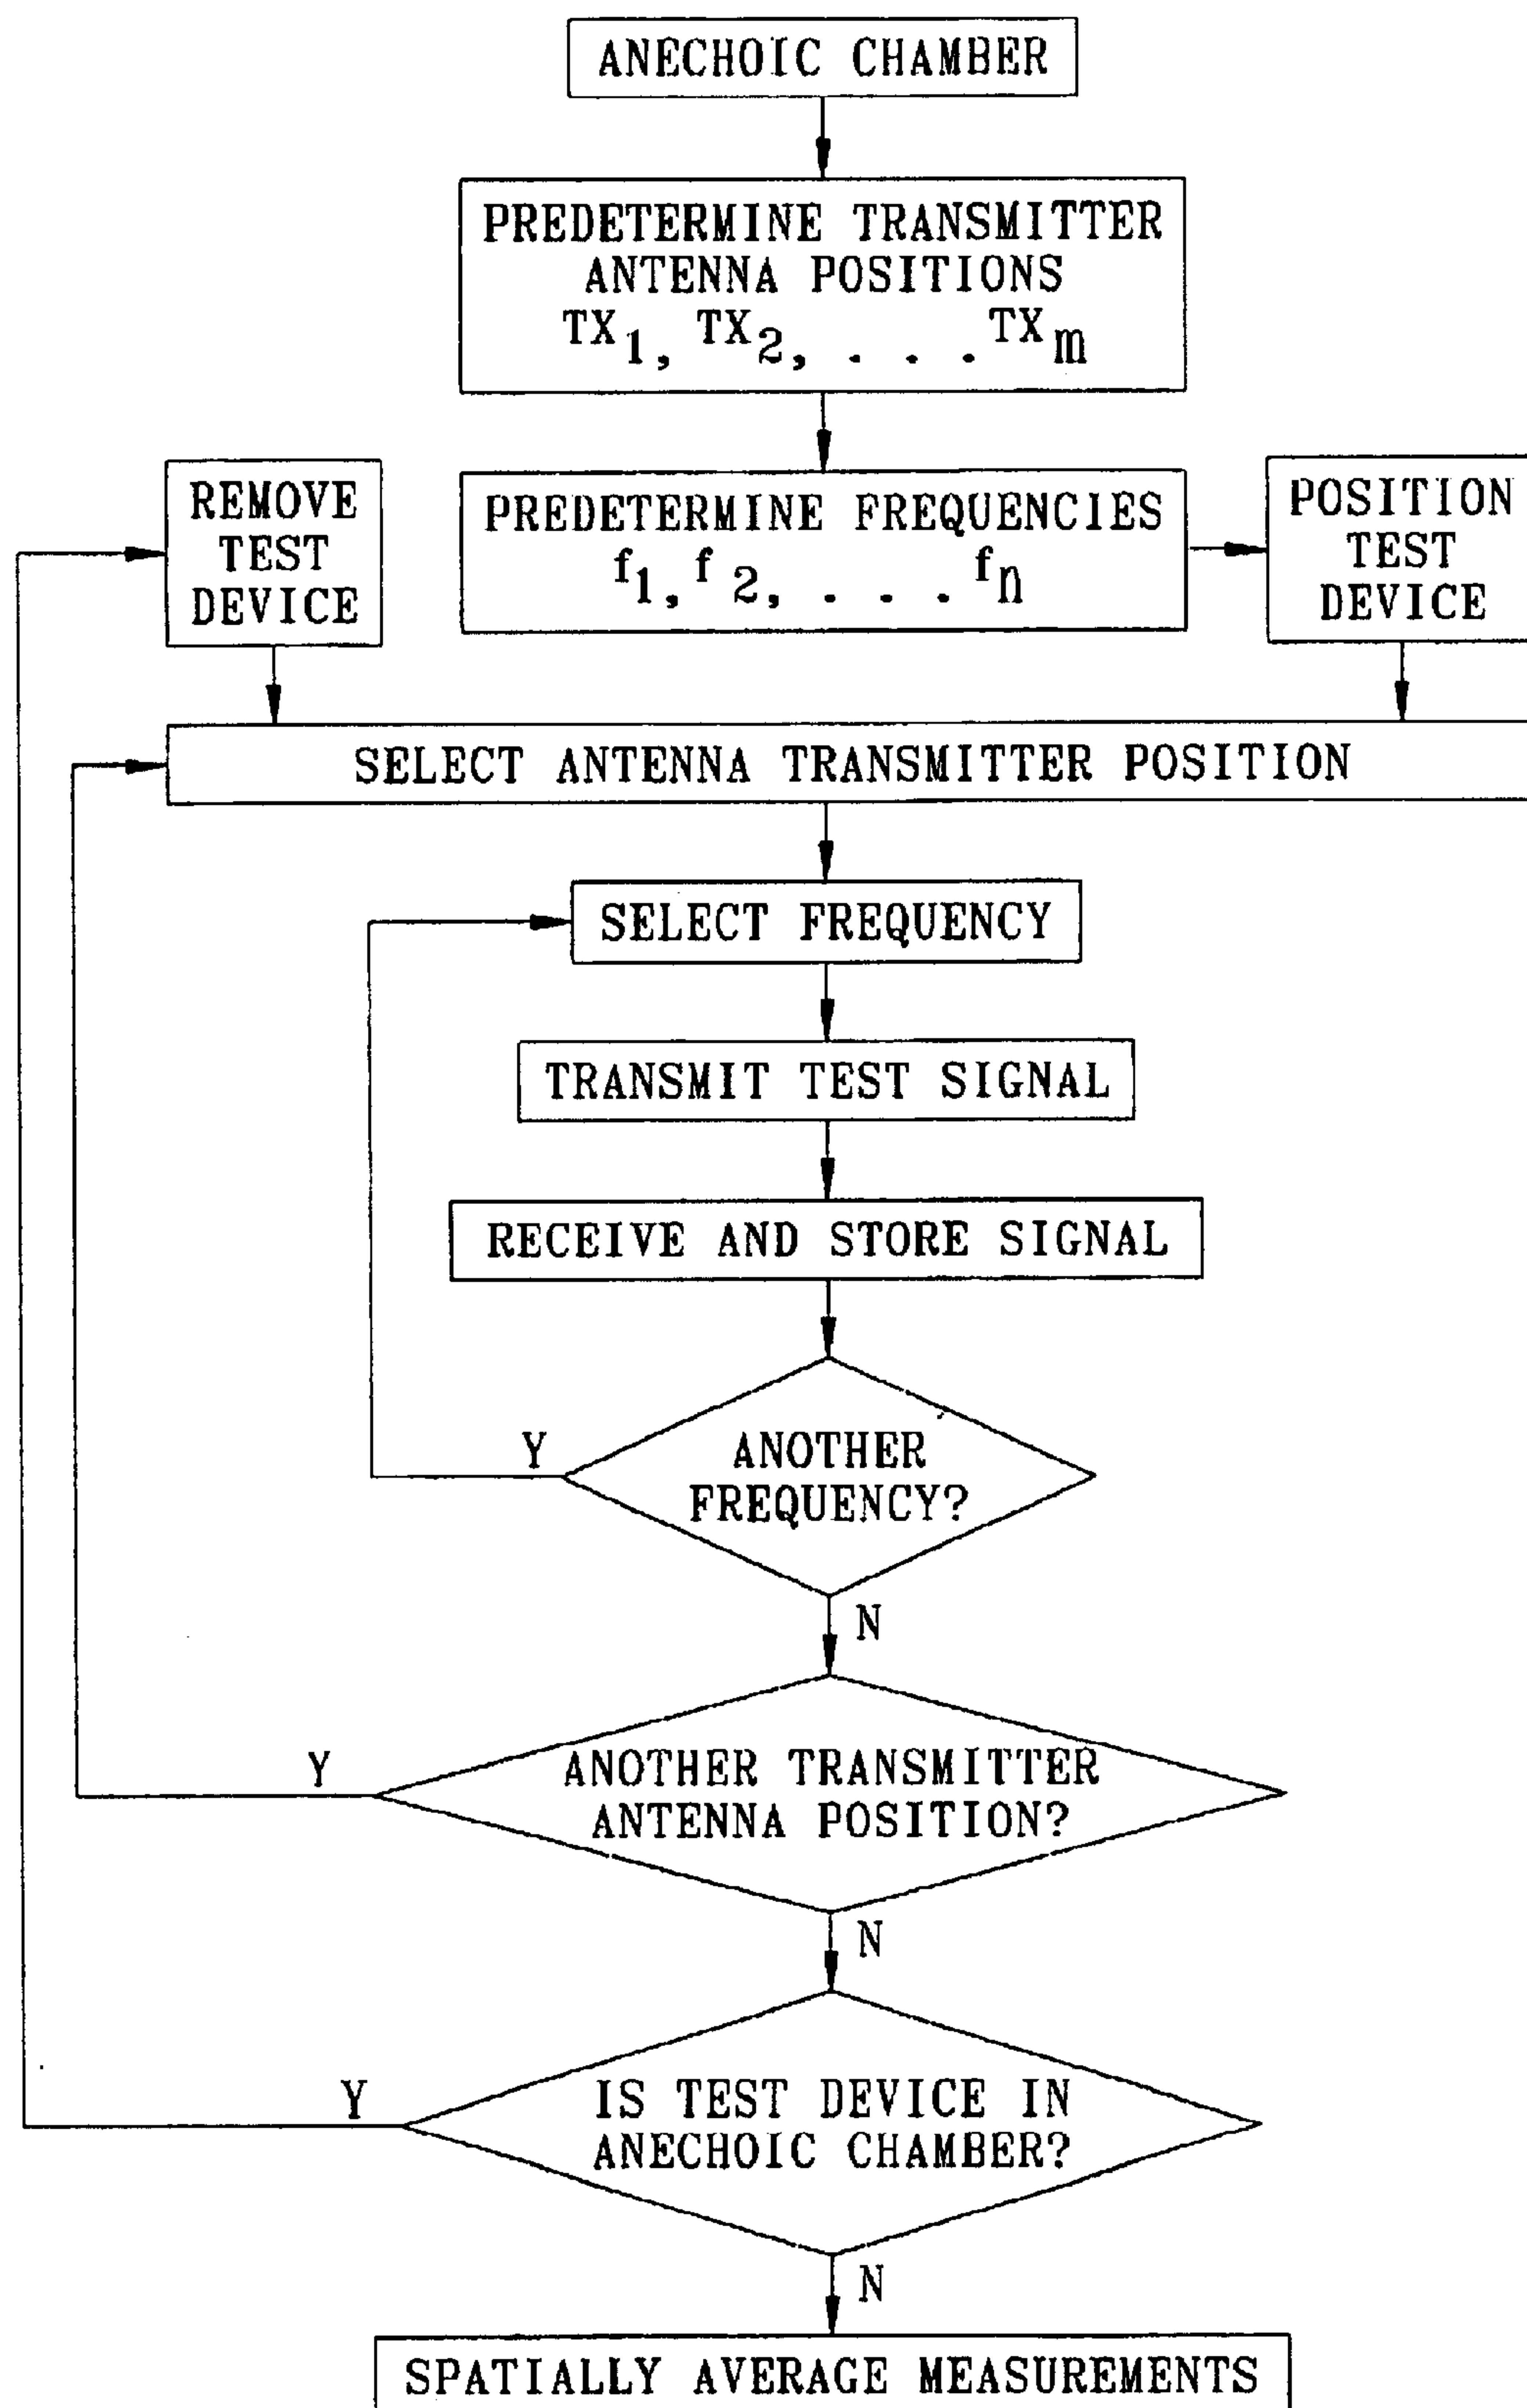 ANECHOIC CHAMBER
PREDETERMINE TRANSMITTER
ANTENNA POSITIONS
TX1, TX2, . . . TXm
REMOVE
TEST
DEVICE
PREDETERMINE FREQUENCIES
f1, f2, . . . fn
POSITION
TEST
DEVICE
SELECT ANTENNA TRANSMITTER POSITION
SELECT FREQUENCY
TRANSMIT TEST SIGNAL
RECEIVE AND STORE SIGNAL
Y
ANOTHER
FREQUENCY?
N
Y
ANOTHER TRANSMITTER
ANTENNA POSITION?
N
Y
IS TEST DEVICE IN
ANECHOIC CHAMBER?
N
SPATIALLY AVERAGE MEASUREMENTS